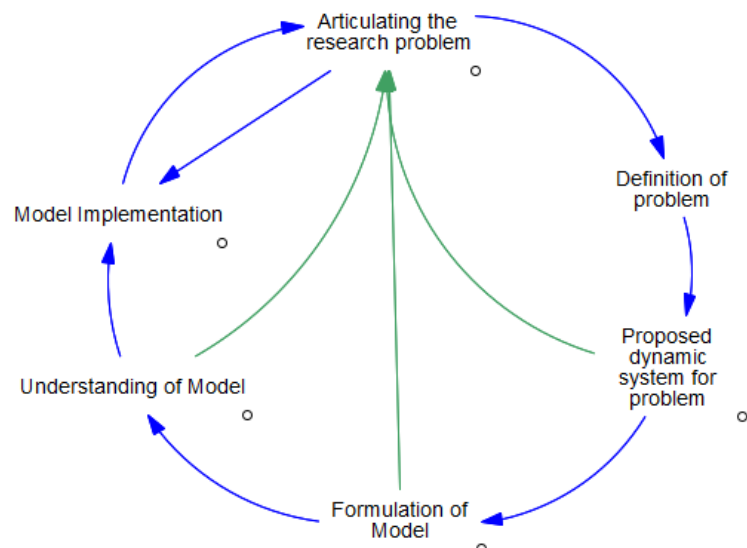 Articulating the
research problem
Definition of
problem
Model Implementation
Proposed
dynamic
system for
problem
Understanding of Model
Formulation of
Model